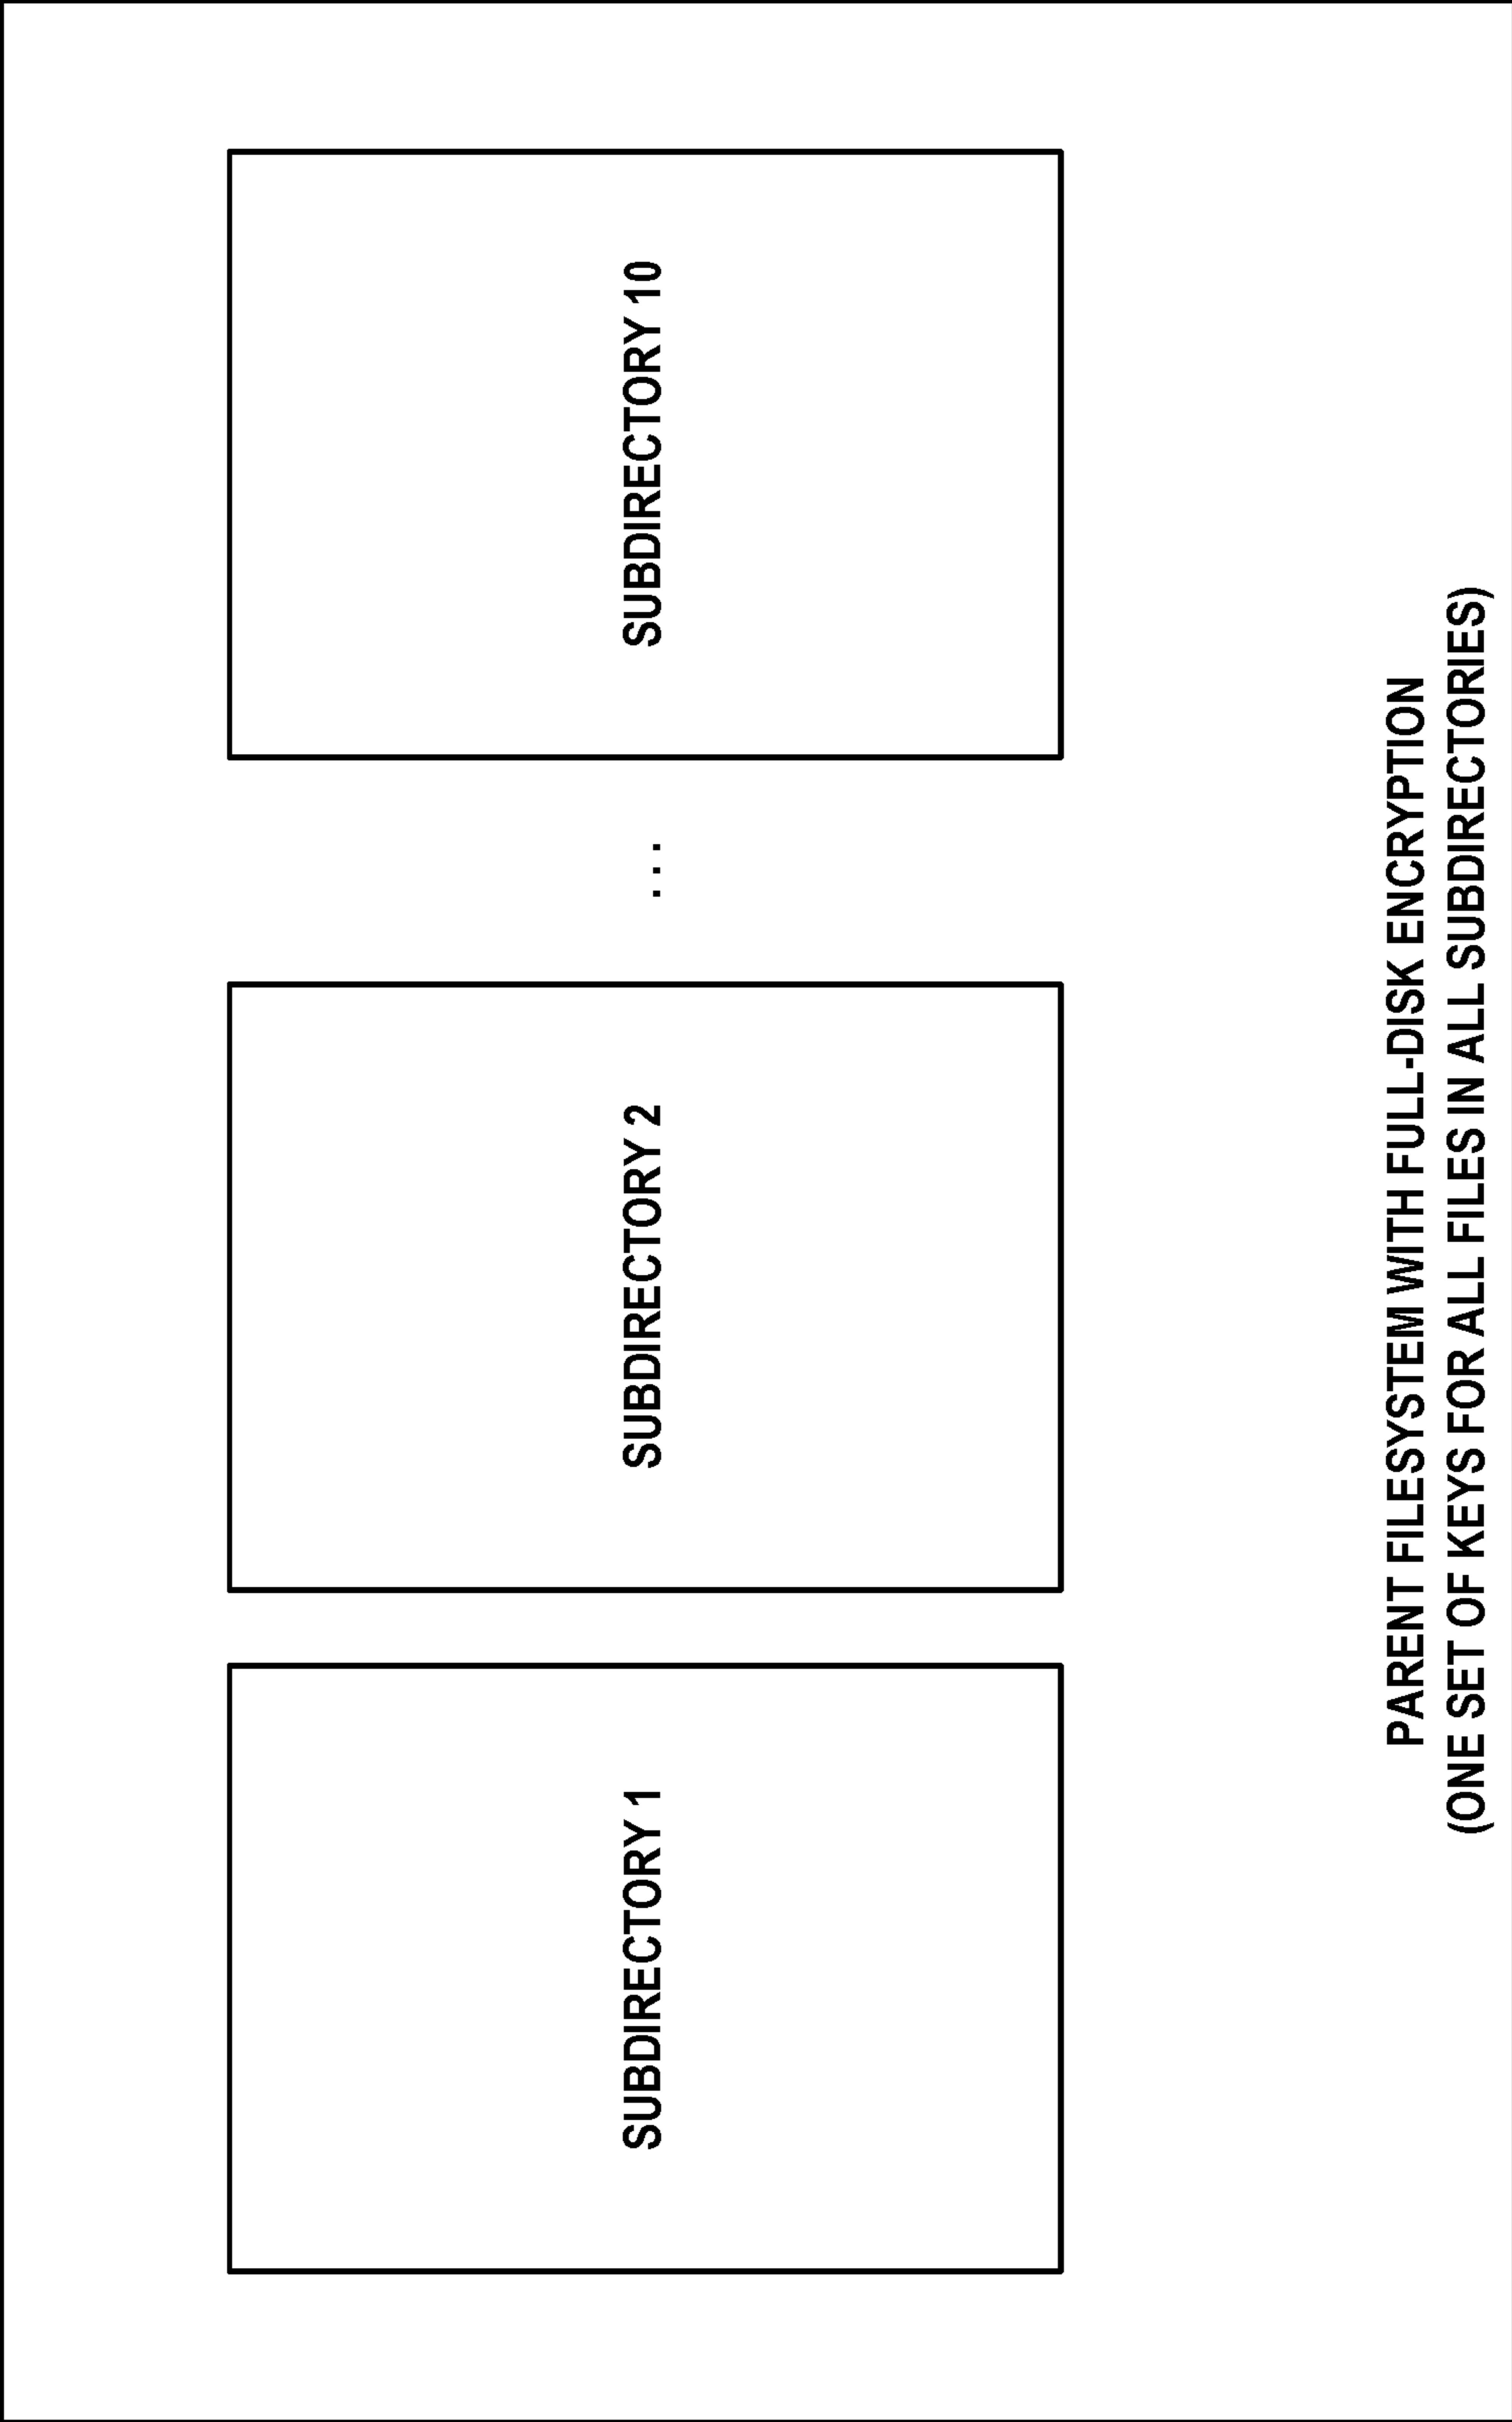 SUBDIRECTORY 1
SUBDIRECTORY 2
. . .
SUBDIRECTORY 10
PARENT FILESYSTEM WITH FULL-DISK ENCRYPTION
(ONE SET OF KEYS FOR ALL FILES IN ALL SUBDIRECTORIES)